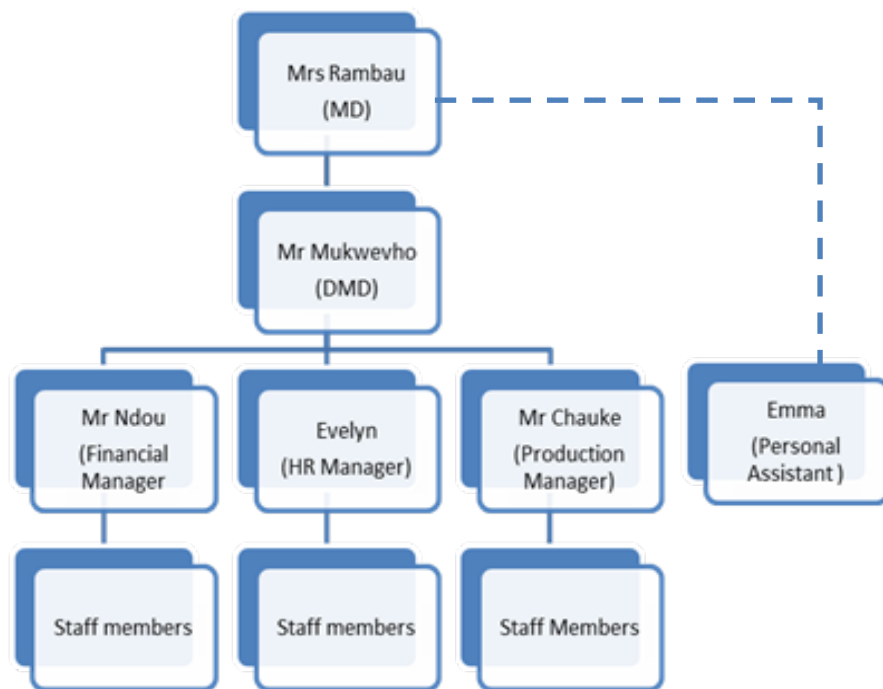 Mrs Rambau
(MD)
Mr Mukwevho
(DMD)
Mr Ndou
(Financial
Manager
Evelyn
(HR Manager)
Mr Chauke
(Production
Manager)
Emma
(Personal
Assistant )
Staff members
Staff members
Staff Members